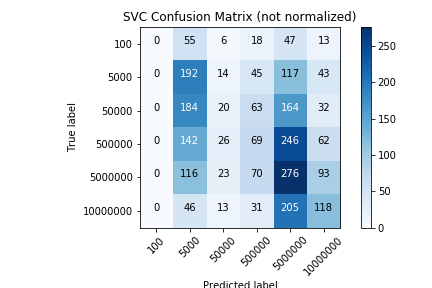 SVC Confusion Matrix (not normalized)
100 0 55 6 18 47 13
5000 0 192 14 45 117 43
50000 0 184 20 63 164 32
500000 0 142 26 69 246 62
5000000 0 116 23 70 276 93
10000000 0 46 13 31 205 118
True label
100 5000 50000 500000 5000000 10000000
Predicted label
250
200
150
100
50
0